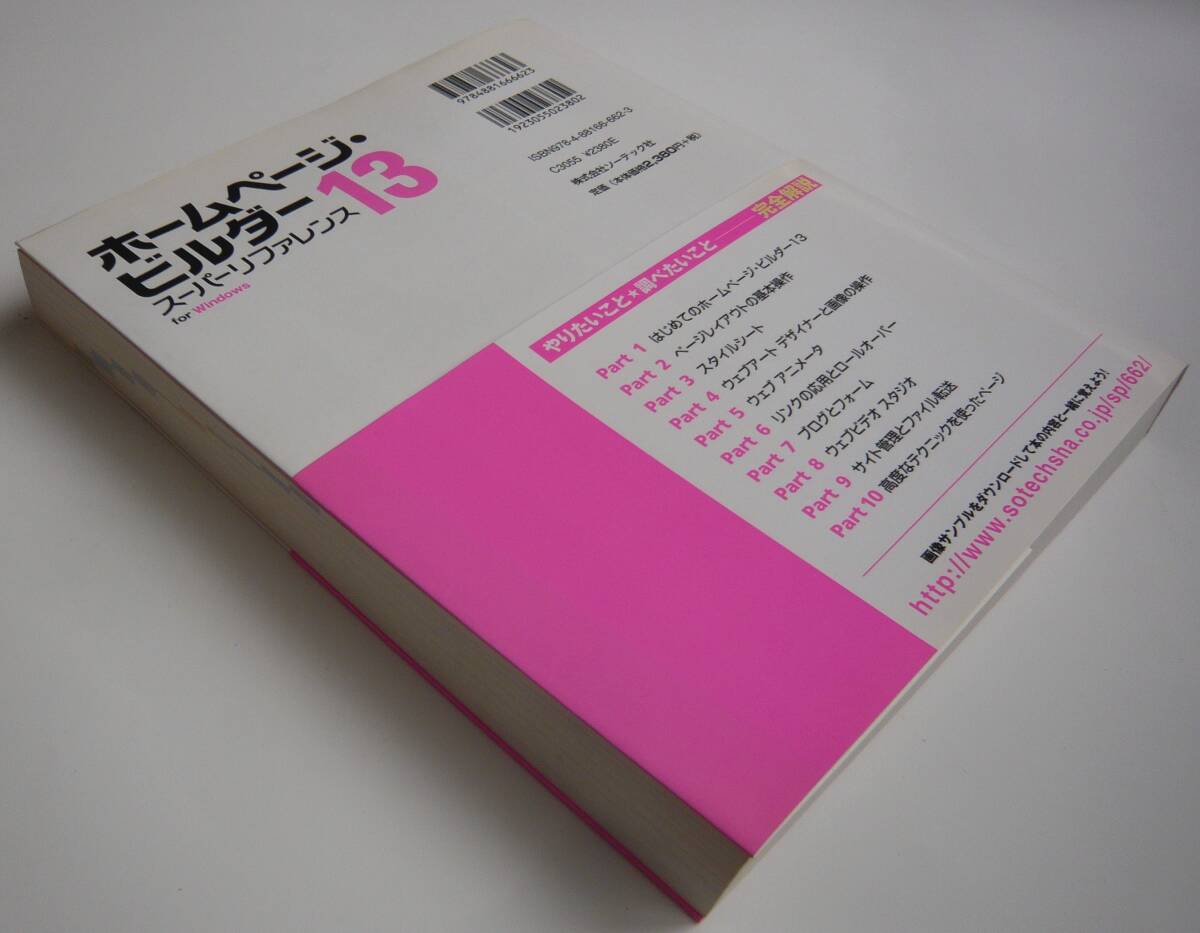 9784881666623
1923055023802
ISBN978-4-88166-662-3
C3055 ¥2380E
株式会社ソーテック社
定価(本体価格2,380円+税)
ホームページ・
ビルダー13
スーパーリファレンス
for Windows
やりたいこと★調べたいこと 完全解説
Part 1 はじめてのホームページ・ビルダー13
Part 2 ページレイアウトの基本操作
Part 3 スタイルシート
Part 4 ウェブアート デザイナーと画像の操作
Part 5 ウェブ アニメータ
Part 6 リンクの応用とロールオーバー
Part 7 ブログとフォーム
Part 8 ウェブビデオ スタジオ
Part 9 サイト管理とファイル転送
Part 10 高度なテクニックを使ったページ
画像サンプルをダウンロードして本の内容と一緒に覚えよう!
http://www.sotechsha.co.jp/sp/662/